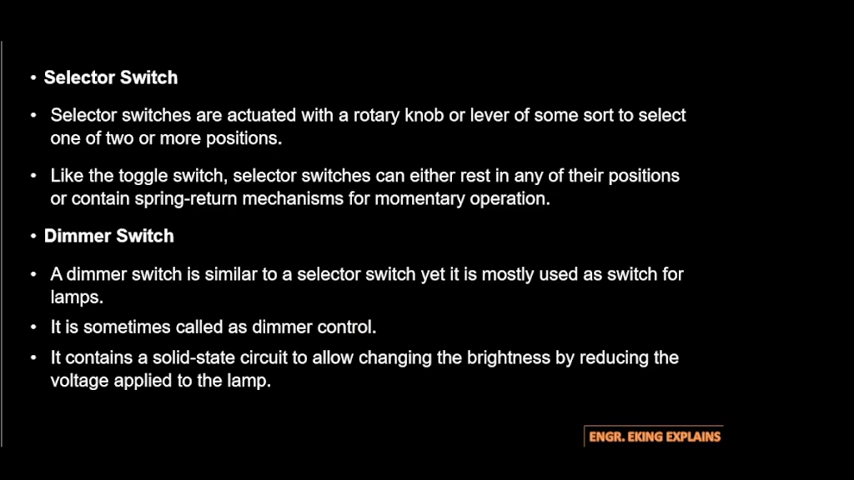 • Selector Switch
• Selector switches are actuated with a rotary knob or lever of some sort to select
one of two or more positions.
• Like the toggle switch, selector switches can either rest in any of their positions
or contain spring-return mechanisms for momentary operation.
• Dimmer Switch
• A dimmer switch is similar to a selector switch yet it is mostly used as switch for
lamps.
• It is sometimes called as dimmer control.
• It contains a solid-state circuit to allow changing the brightness by reducing the
voltage applied to the lamp.
ENGR. EKING EXPLAINS